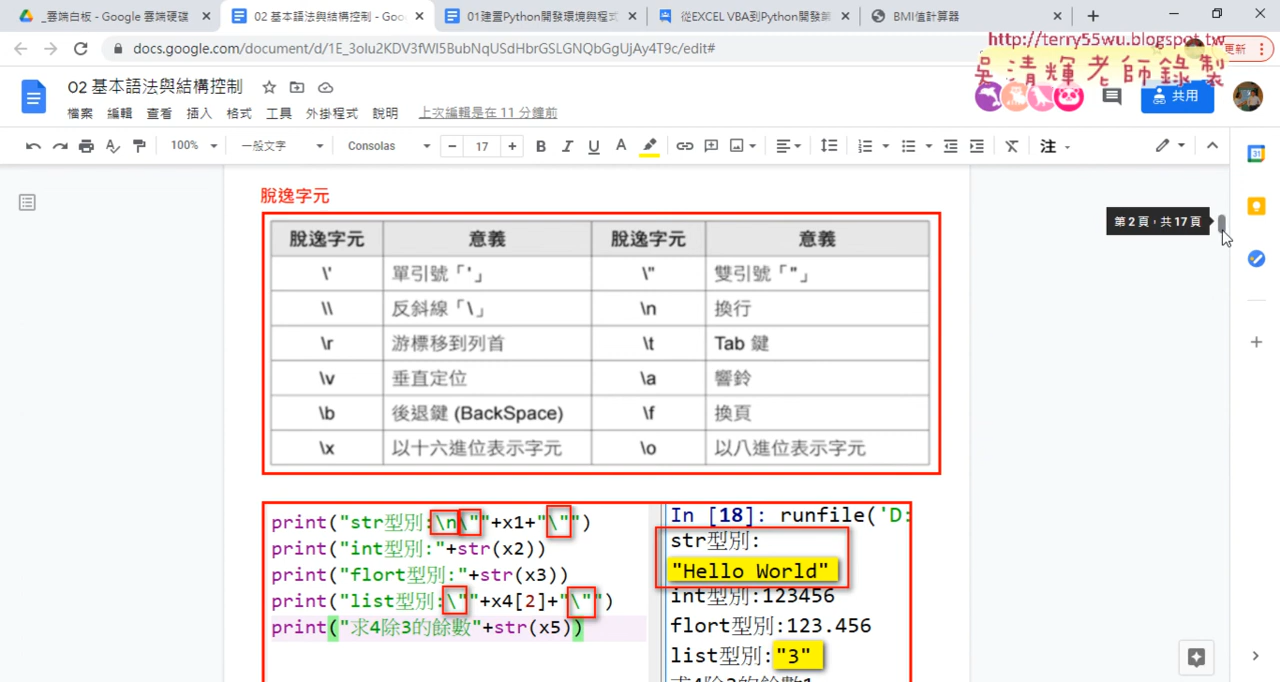 _雲端白板 - Google 雲端硬碟
02 基本語法與結構控制 - Goo
01建置Python開發環境與程式
從EXCEL VBA到Python開發
BMI值計算器
docs.google.com/document/d/1E_3olu2KDV3fWI5BubNqUSdHbrGSLGNQbGgUjAy4T9c/edit#
更新
http://terry55wu.blogspot.tw
吳清輝老師錄製
02 基本語法與結構控制
檔案 編輯 查看 插入 格式 工具 外掛程式 說明 上次編輯是在 11 分鐘前
共用
100% 一般文字 Consolas 17 B I U A 注
第 2 頁，共 17 頁
脫逸字元
脫逸字元 意義 脫逸字元 意義
\' 單引號「'」 \" 雙引號「"」
\\ 反斜線「\」 \n 換行
\r 游標移到列首 \t Tab 鍵
\v 垂直定位 \a 響鈴
\b 後退鍵 (BackSpace) \f 換頁
\x 以十六進位表示字元 \o 以八進位表示字元
print("str型別:\n\""+x1+"\"")
print("int型別:"+str(x2))
print("flort型別:"+str(x3))
print("list型別:\""+x4[2]+"\"")
print("求4除3的餘數"+str(x5))
In [18]: runfile('D:
str型別:
"Hello World"
int型別:123456
flort型別:123.456
list型別:"3"
求4除3的餘數1